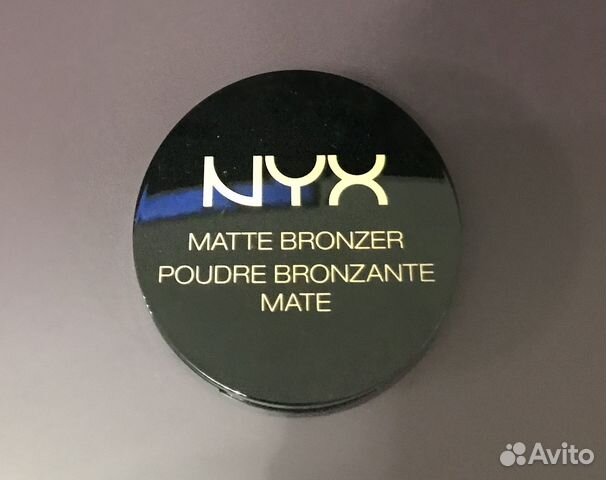 NYX
MATTE BRONZER
POUDRE BRONZANTE
MATE
Avito